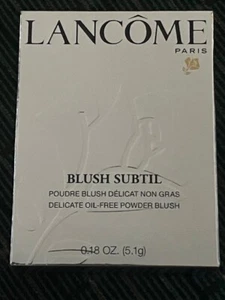 LANCÔME
PARIS
BLUSH SUBTIL
POUDRE BLUSH DÉLICAT NON GRAS
DELICATE OIL-FREE POWDER BLUSH
0.18 OZ. (5.1g)